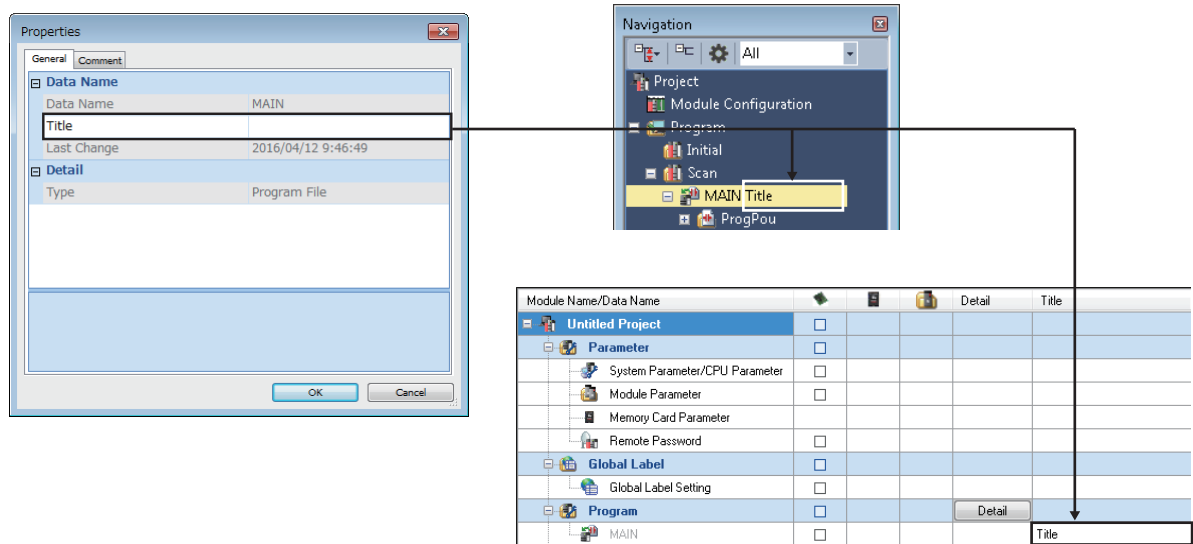 Properties
General Comment
Data Name
Data Name MAIN
Title
Last Change 2016/04/12 9:46:49
Detail
Type Program File
OK Cancel
Navigation
All
Project
Module Configuration
Program
Initial
Scan
MAIN Title
ProgPou
Module Name/Data Name Detail Title
Untitled Project
Parameter
System Parameter/CPU Parameter
Module Parameter
Memory Card Parameter
Remote Password
Global Label
Global Label Setting
Program Detail
MAIN Title